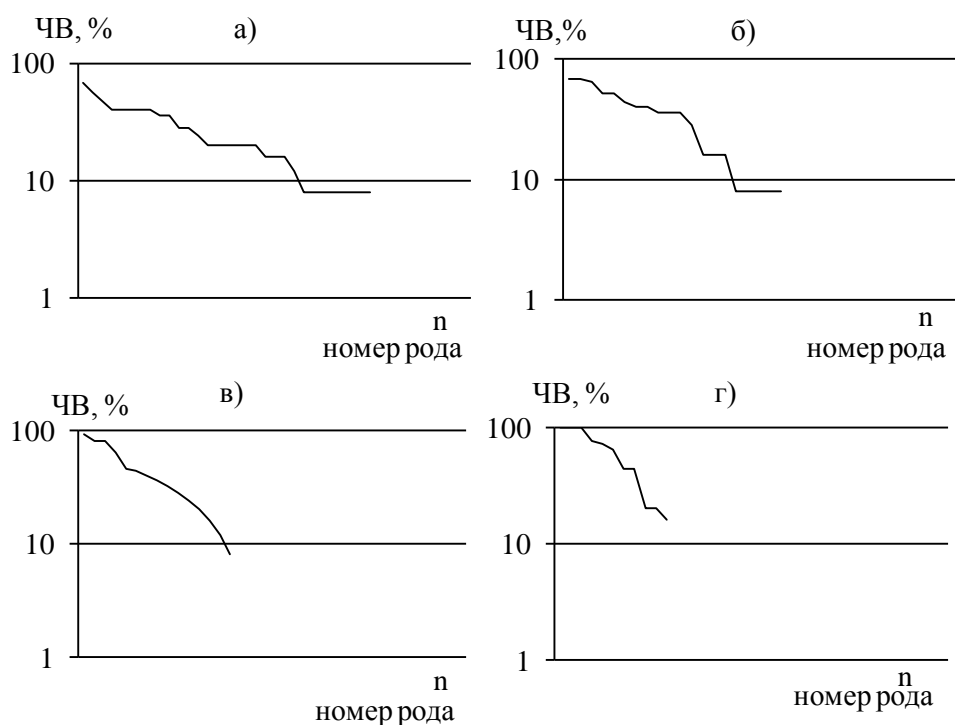 ЧВ, %
а)
100
10
1
n
номер рода
ЧВ,%
б)
100
10
1
n
номер рода
ЧВ, %
в)
100
10
1
n
номер рода
ЧВ, %
г)
100
10
1
n
номер рода